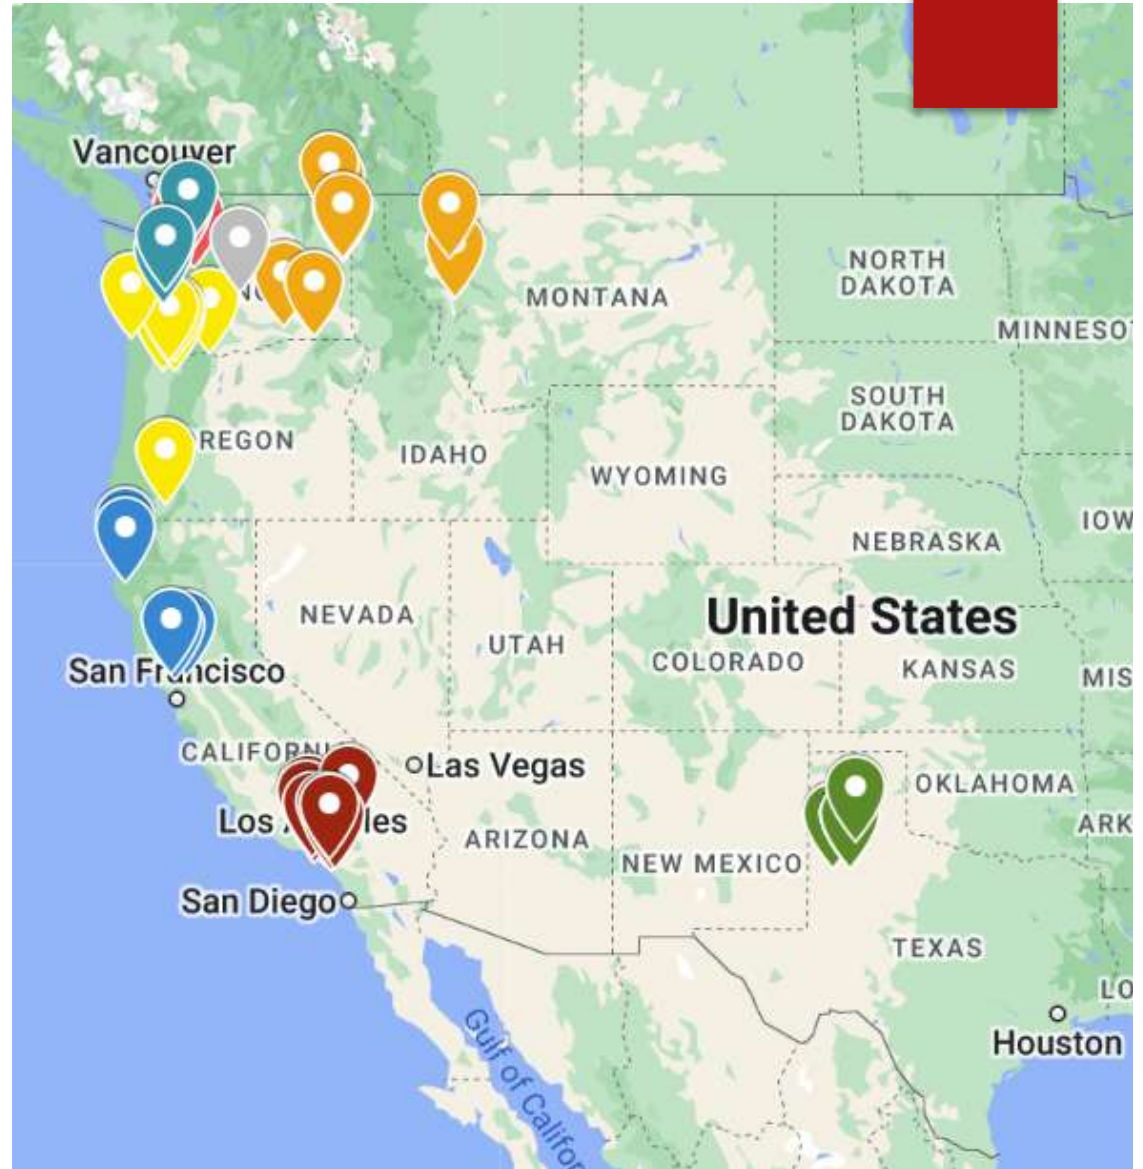 Vancouver
NORTH
DAKOTA
MONTANA
MINNESO
SOUTH
DAKOTA
REGON
IDAHO
WYOMING
IOW
NEBRASKA
NEVADA
United States
UTAH
COLORADO
KANSAS
San Francisco
MIS
CALIFORNI
Las Vegas
OKLAHOMA
Los A les
ARIZONA
ARK
NEW MEXICO
San Diego
TEXAS
LO
Houston
Gulf of Califor